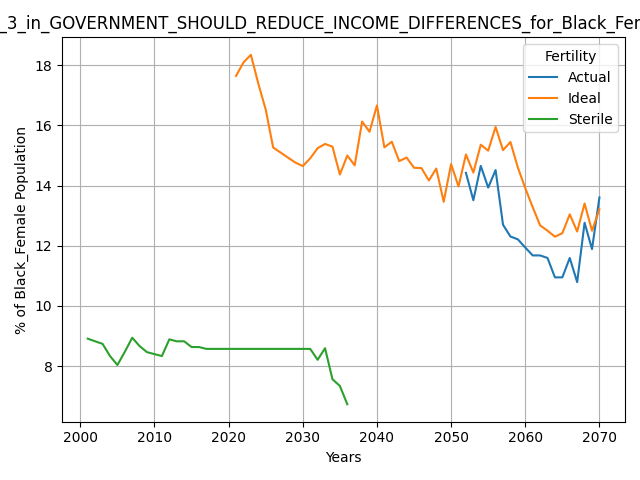 _3_in_GOVERNMENT_SHOULD_REDUCE_INCOME_DIFFERENCES_for_Black_Fer
Fertility
Actual
Ideal
Sterile
% of Black_Female Population
18
16
14
12
10
8
2000 2010 2020 2030 2040 2050 2060 2070
Years